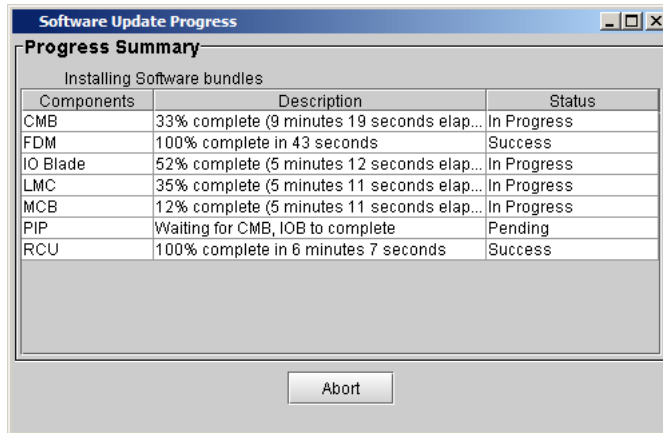 Software Update Progress
Progress Summary
Installing Software bundles
Components Description Status
CMB 33% complete (9 minutes 19 seconds elap... In Progress
FDM 100% complete in 43 seconds Success
IO Blade 52% complete (5 minutes 12 seconds elap... In Progress
LMC 35% complete (5 minutes 11 seconds elap... In Progress
MCB 12% complete (5 minutes 11 seconds elap... In Progress
PIP Waiting for CMB, IOB to complete Pending
RCU 100% complete in 6 minutes 7 seconds Success
Abort